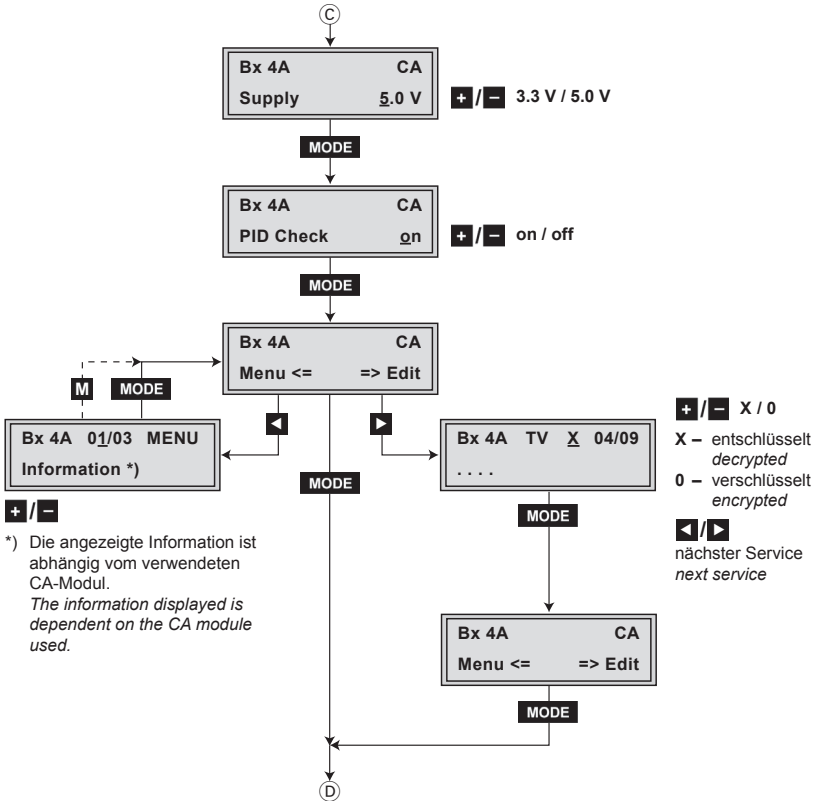 C
Bx 4A CA
Supply 5.0 V
+ / − 3.3 V / 5.0 V
MODE
Bx 4A CA
PID Check on
+ / − on / off
MODE
Bx 4A CA
Menu <= => Edit
M MODE
◄ ►
Bx 4A 01/03 MENU
Information *)
+ / −
*) Die angezeigte Information ist
abhängig vom verwendeten
CA-Modul.
The information displayed is
dependent on the CA module
used.
MODE
Bx 4A TV X 04/09
. . . .
+ / − X / 0
X – entschlüsselt
decrypted
0 – verschlüsselt
encrypted
◄ / ►
nächster Service
next service
MODE
Bx 4A CA
Menu <= => Edit
MODE
D